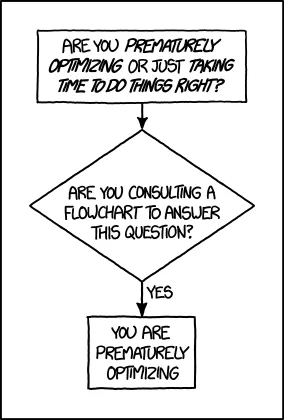 ARE YOU PREMATURELY
OPTIMIZING OR JUST TAKING
TIME TO DO THINGS RIGHT?
ARE YOU CONSULTING A
FLOWCHART TO ANSWER
THIS QUESTION?
YES
YOU ARE
PREMATURELY
OPTIMIZING